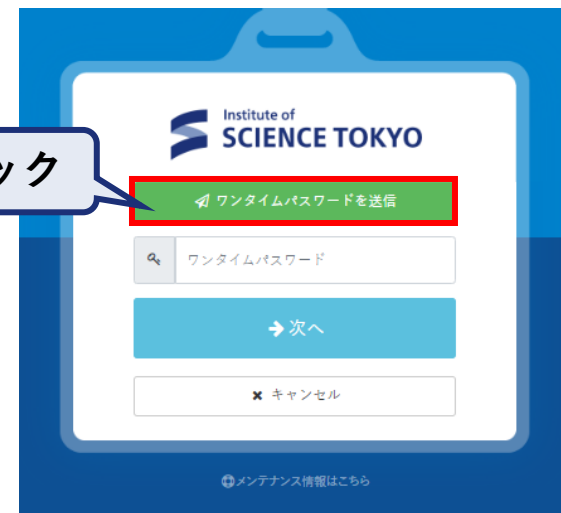 Institute of
SCIENCE TOKYO
ック
ワンタイムパスワードを送信
ワンタイムパスワード
次へ
キャンセル
メンテナンス情報はこちら